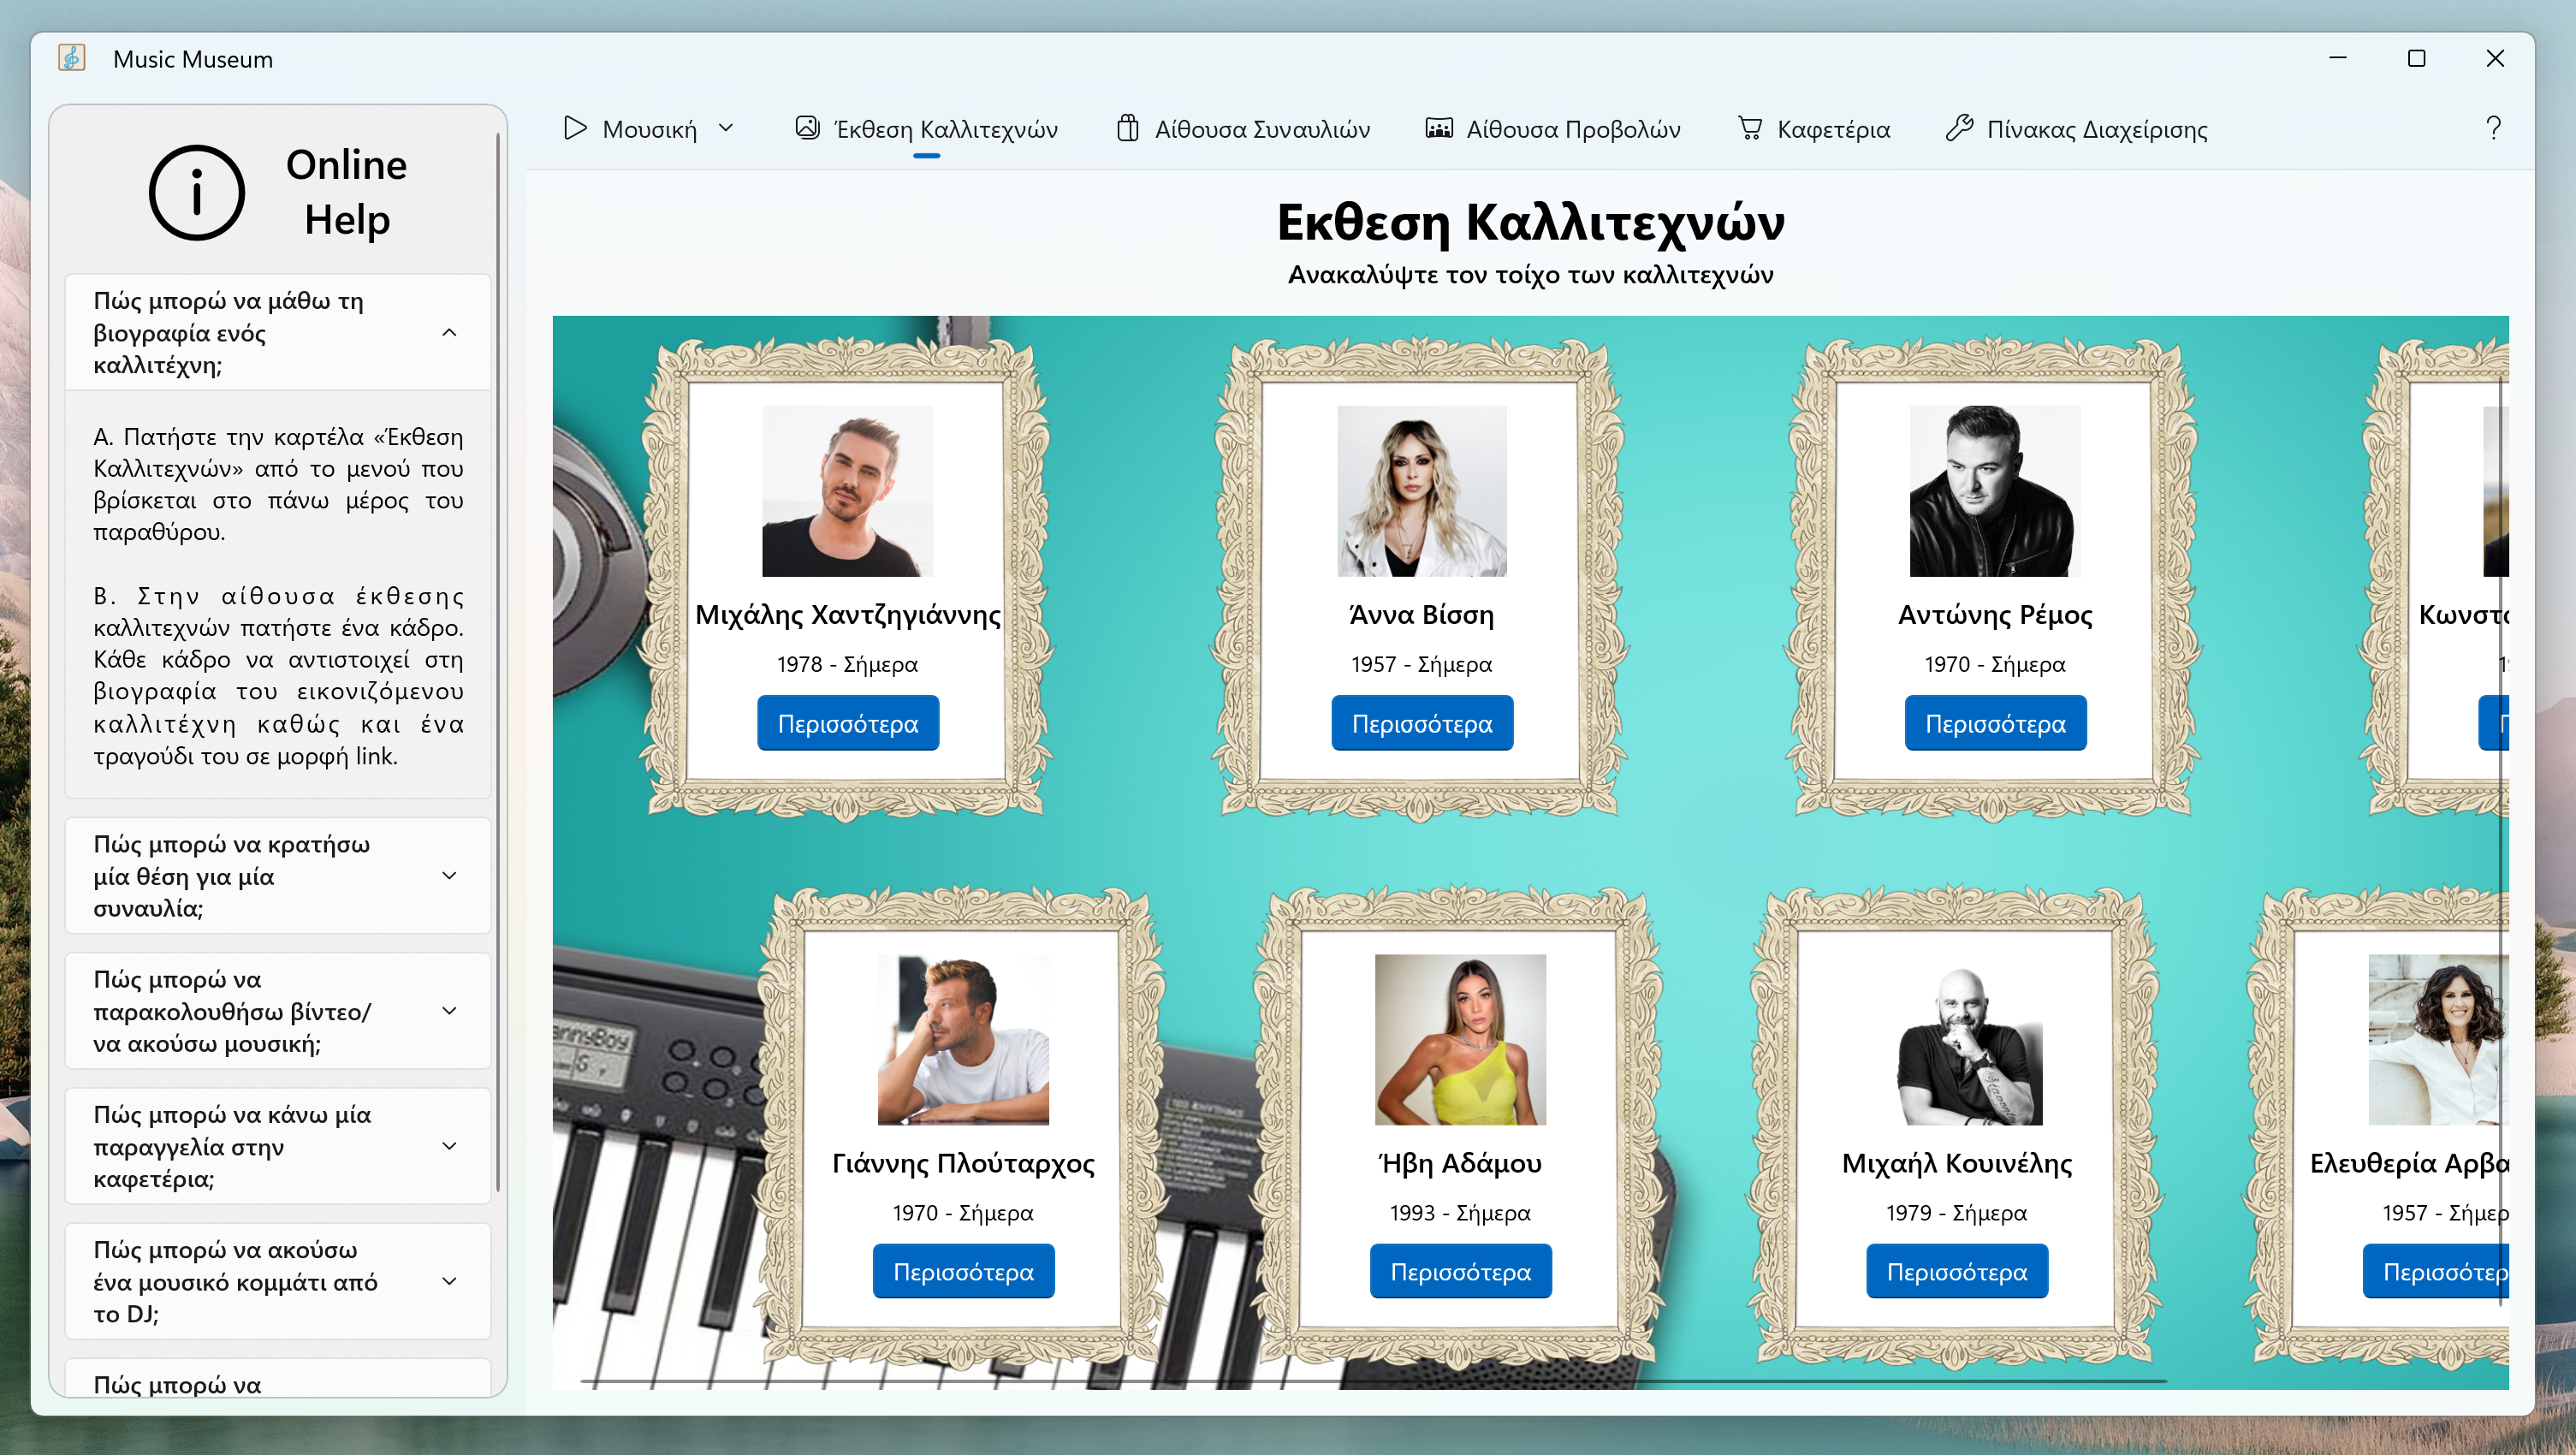 Music Museum
Online
Help
Πώς μπορώ να μάθω τη
βιογραφία ενός
καλλιτέχνη;
Α. Πατήστε την καρτέλα «Έκθεση
Καλλιτεχνών» από το μενού που
βρίσκεται στο πάνω μέρος του
παραθύρου.
Β. Στην αίθουσα έκθεσης
καλλιτεχνών πατήστε ένα κάδρο.
Κάθε κάδρο να αντιστοιχεί στη
βιογραφία του εικονιζόμενου
καλλιτέχνη καθώς και ένα
τραγούδι του σε μορφή link.
Πώς μπορώ να κρατήσω
μία θέση για μία
συναυλία;
Πώς μπορώ να
παρακολουθήσω βίντεο/
να ακούσω μουσική;
Πώς μπορώ να κάνω μία
παραγγελία στην
καφετέρια;
Πώς μπορώ να ακούσω
ένα μουσικό κομμάτι από
το DJ;
Πώς μπορώ να
Μουσική
Έκθεση Καλλιτεχνών
Αίθουσα Συναυλιών
Αίθουσα Προβολών
Καφετέρια
Πίνακας Διαχείρισης
Εκθεση Καλλιτεχνών
Ανακαλύψτε τον τοίχο των καλλιτεχνών
Μιχάλης Χαντζηγιάννης
1978 - Σήμερα
Περισσότερα
Άννα Βίσση
1957 - Σήμερα
Περισσότερα
Αντώνης Ρέμος
1970 - Σήμερα
Περισσότερα
Γιάννης Πλούταρχος
1970 - Σήμερα
Περισσότερα
Ήβη Αδάμου
1993 - Σήμερα
Περισσότερα
Μιχαήλ Κουινέλης
1979 - Σήμερα
Περισσότερα
Ελευθερία Αρβα
1957 - Σήμερ
Περισσότερ